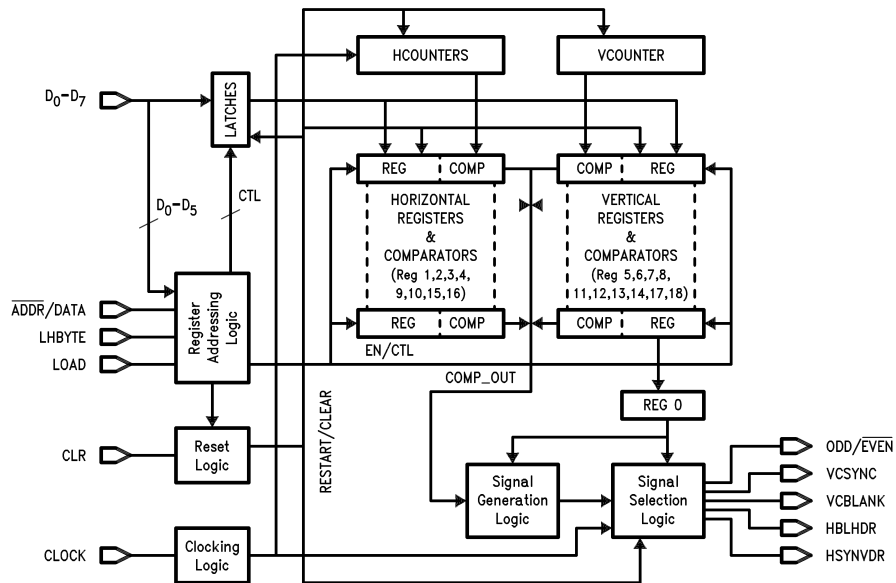 HCOUNTERS
VCOUNTER
D0–D7
LATCHES
D0–D5
CTL
REG
COMP
COMP
REG
HORIZONTAL
REGISTERS
&
COMPARATORS
(Reg 1,2,3,4,
9,10,15,16)
VERTICAL
REGISTERS
&
COMPARATORS
(Reg 5,6,7,8,
11,12,13,14,17,18)
REG
COMP
COMP
REG
ADDR/DATA
LHBYTE
LOAD
Register
Addressing
Logic
EN/CTL
COMP_OUT
REG 0
RESTART/CLEAR
CLR
Reset
Logic
Signal
Generation
Logic
Signal
Selection
Logic
ODD/EVEN
VCSYNC
VCBLANK
HBLHDR
HSYNVDR
CLOCK
Clocking
Logic